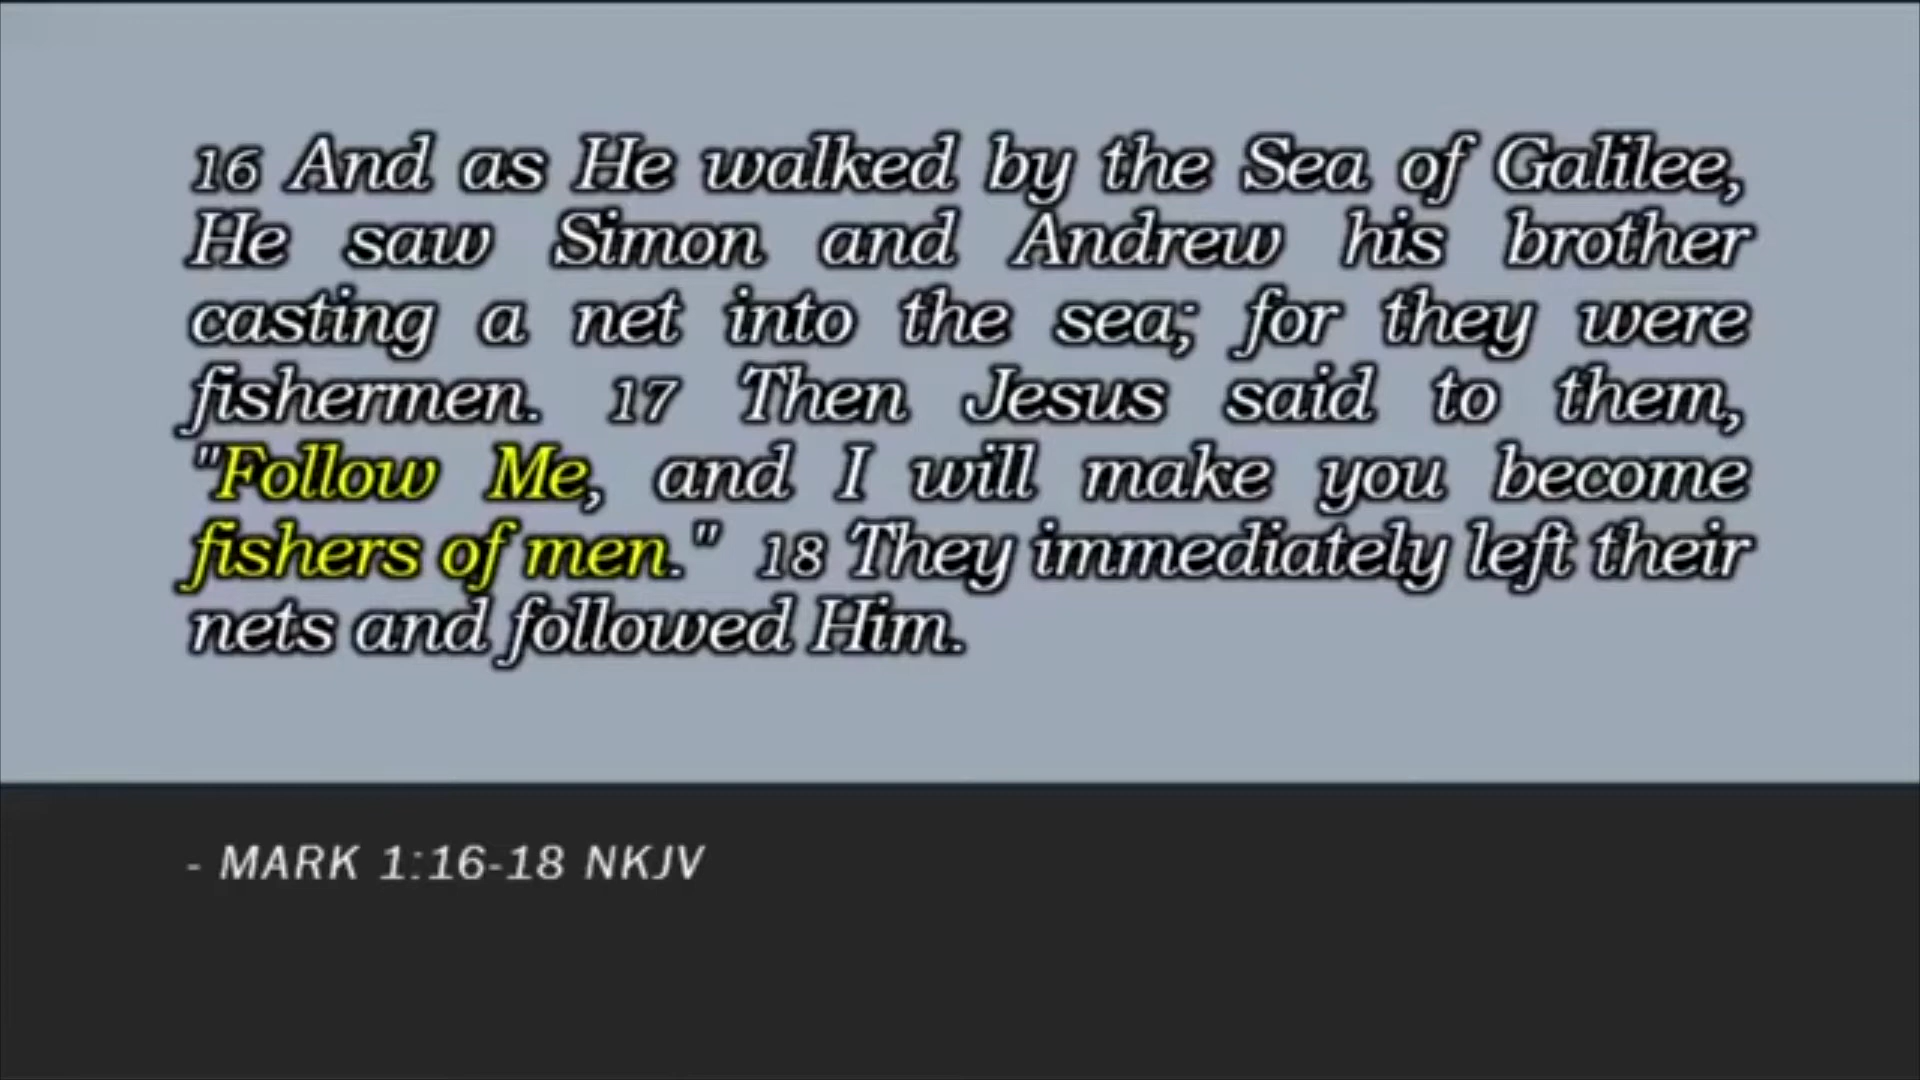 16 And as He walked by the Sea of Galilee,
He saw Simon and Andrew his brother
casting a net into the sea; for they were
fishermen. 17 Then Jesus said to them,
"Follow Me, and I will make you become
fishers of men." 18 They immediately left their
nets and followed Him.
- MARK 1:16-18 NKJV